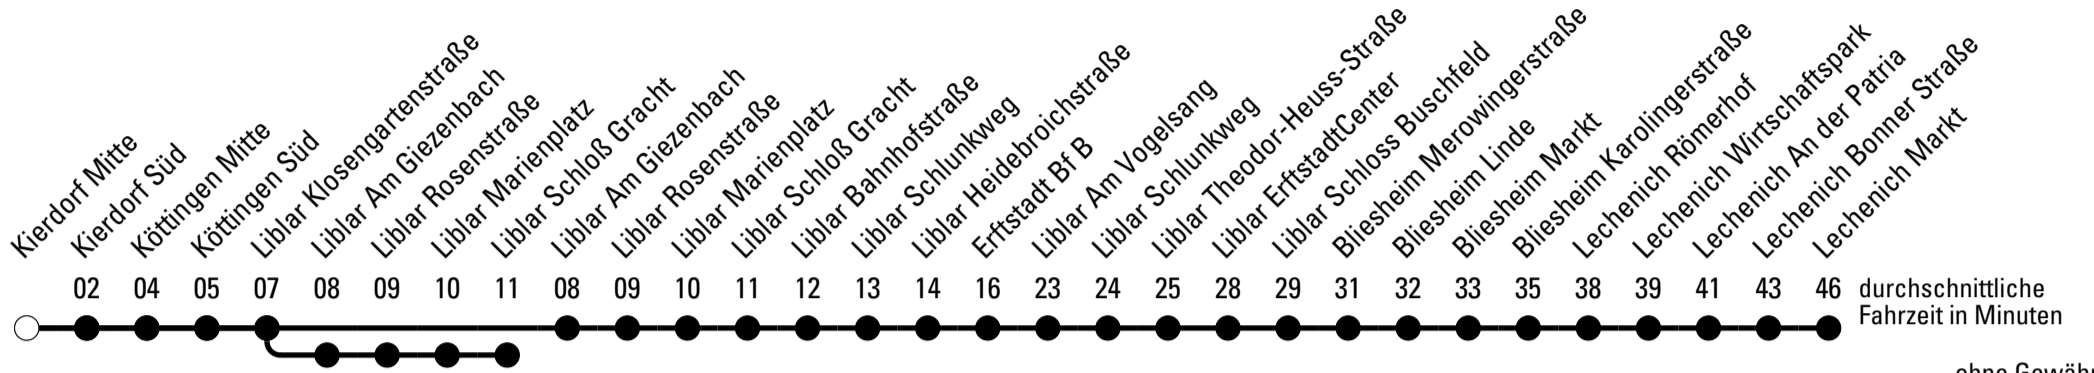 Kierdorf Mitte
Kierdorf Süd
Köttingen Mitte
Köttingen Süd
Liblar Klosengartenstraße
Liblar Am Giezenbach
Liblar Rosenstraße
Liblar Marienplatz
Liblar Schloß Gracht
Liblar Am Giezenbach
Liblar Rosenstraße
Liblar Marienplatz
Liblar Schloß Gracht
Liblar Bahnhofstraße
Liblar Schlunkweg
Liblar Heidebroichstraße
Erftstadt Bf B
Liblar Am Vogelsang
Liblar Schlunkweg
Liblar Theodor-Heuss-Straße
Liblar ErftstadtCenter
Liblar Schloss Buschfeld
Bliesheim Merowingerstraße
Bliesheim Linde
Bliesheim Markt
Bliesheim Karolingerstraße
Lechenich Römerhof
Lechenich Wirtschaftspark
Lechenich An der Patria
Lechenich Bonner Straße
Lechenich Markt
02 04 05 07 08 09 10 11 08 09 10 11 12 13 14 16 23 24 25 28 29 31 32 33 35 38 39 41 43 46 durchschnittliche
Fahrzeit in Minuten
ohne Gewähr